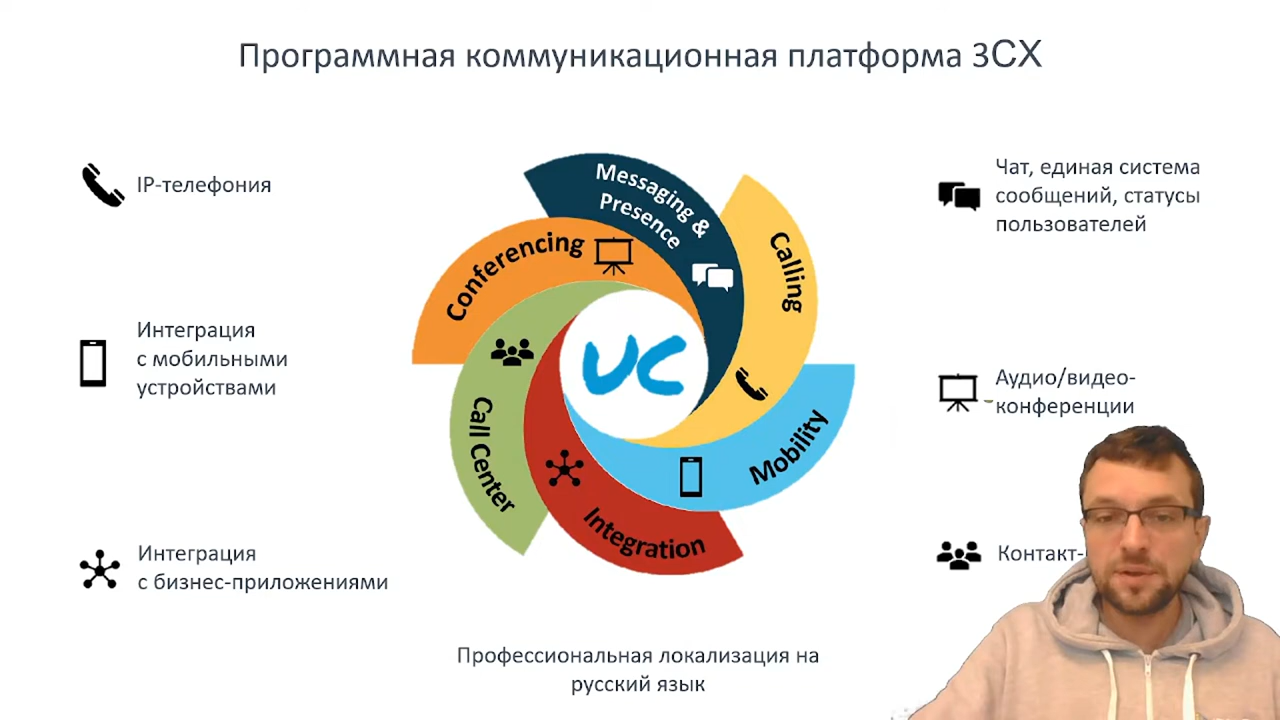 Программная коммуникационная платформа 3CX
IP-телефония
Интеграция
с мобильными
устройствами
Интеграция
с бизнес-приложениями
Messaging &
Presence
Calling
Conferencing
UC
Mobility
Call Center
Integration
Чат, единая система
сообщений, статусы
пользователей
Аудио/видео-
конференции
Контакт-
Профессиональная локализация на
русский язык